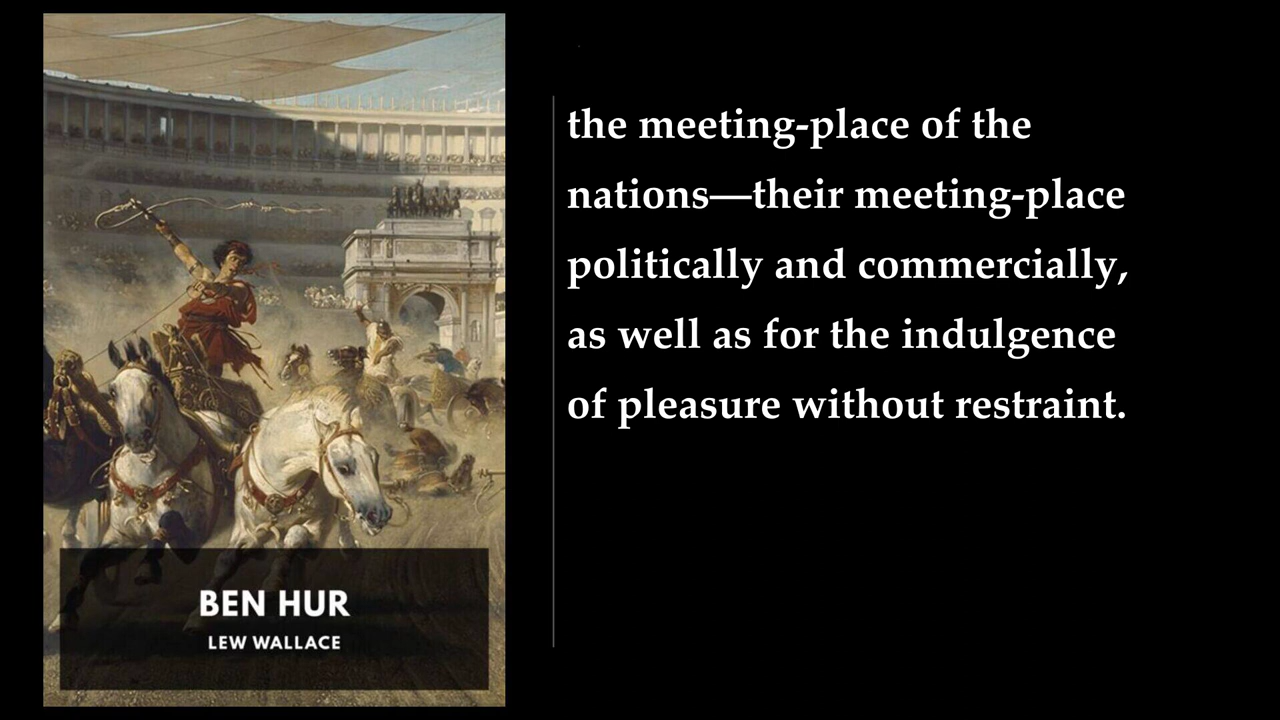 the meeting-place of the
nations—their meeting-place
politically and commercially,
as well as for the indulgence
of pleasure without restraint.
BEN HUR
LEW WALLACE